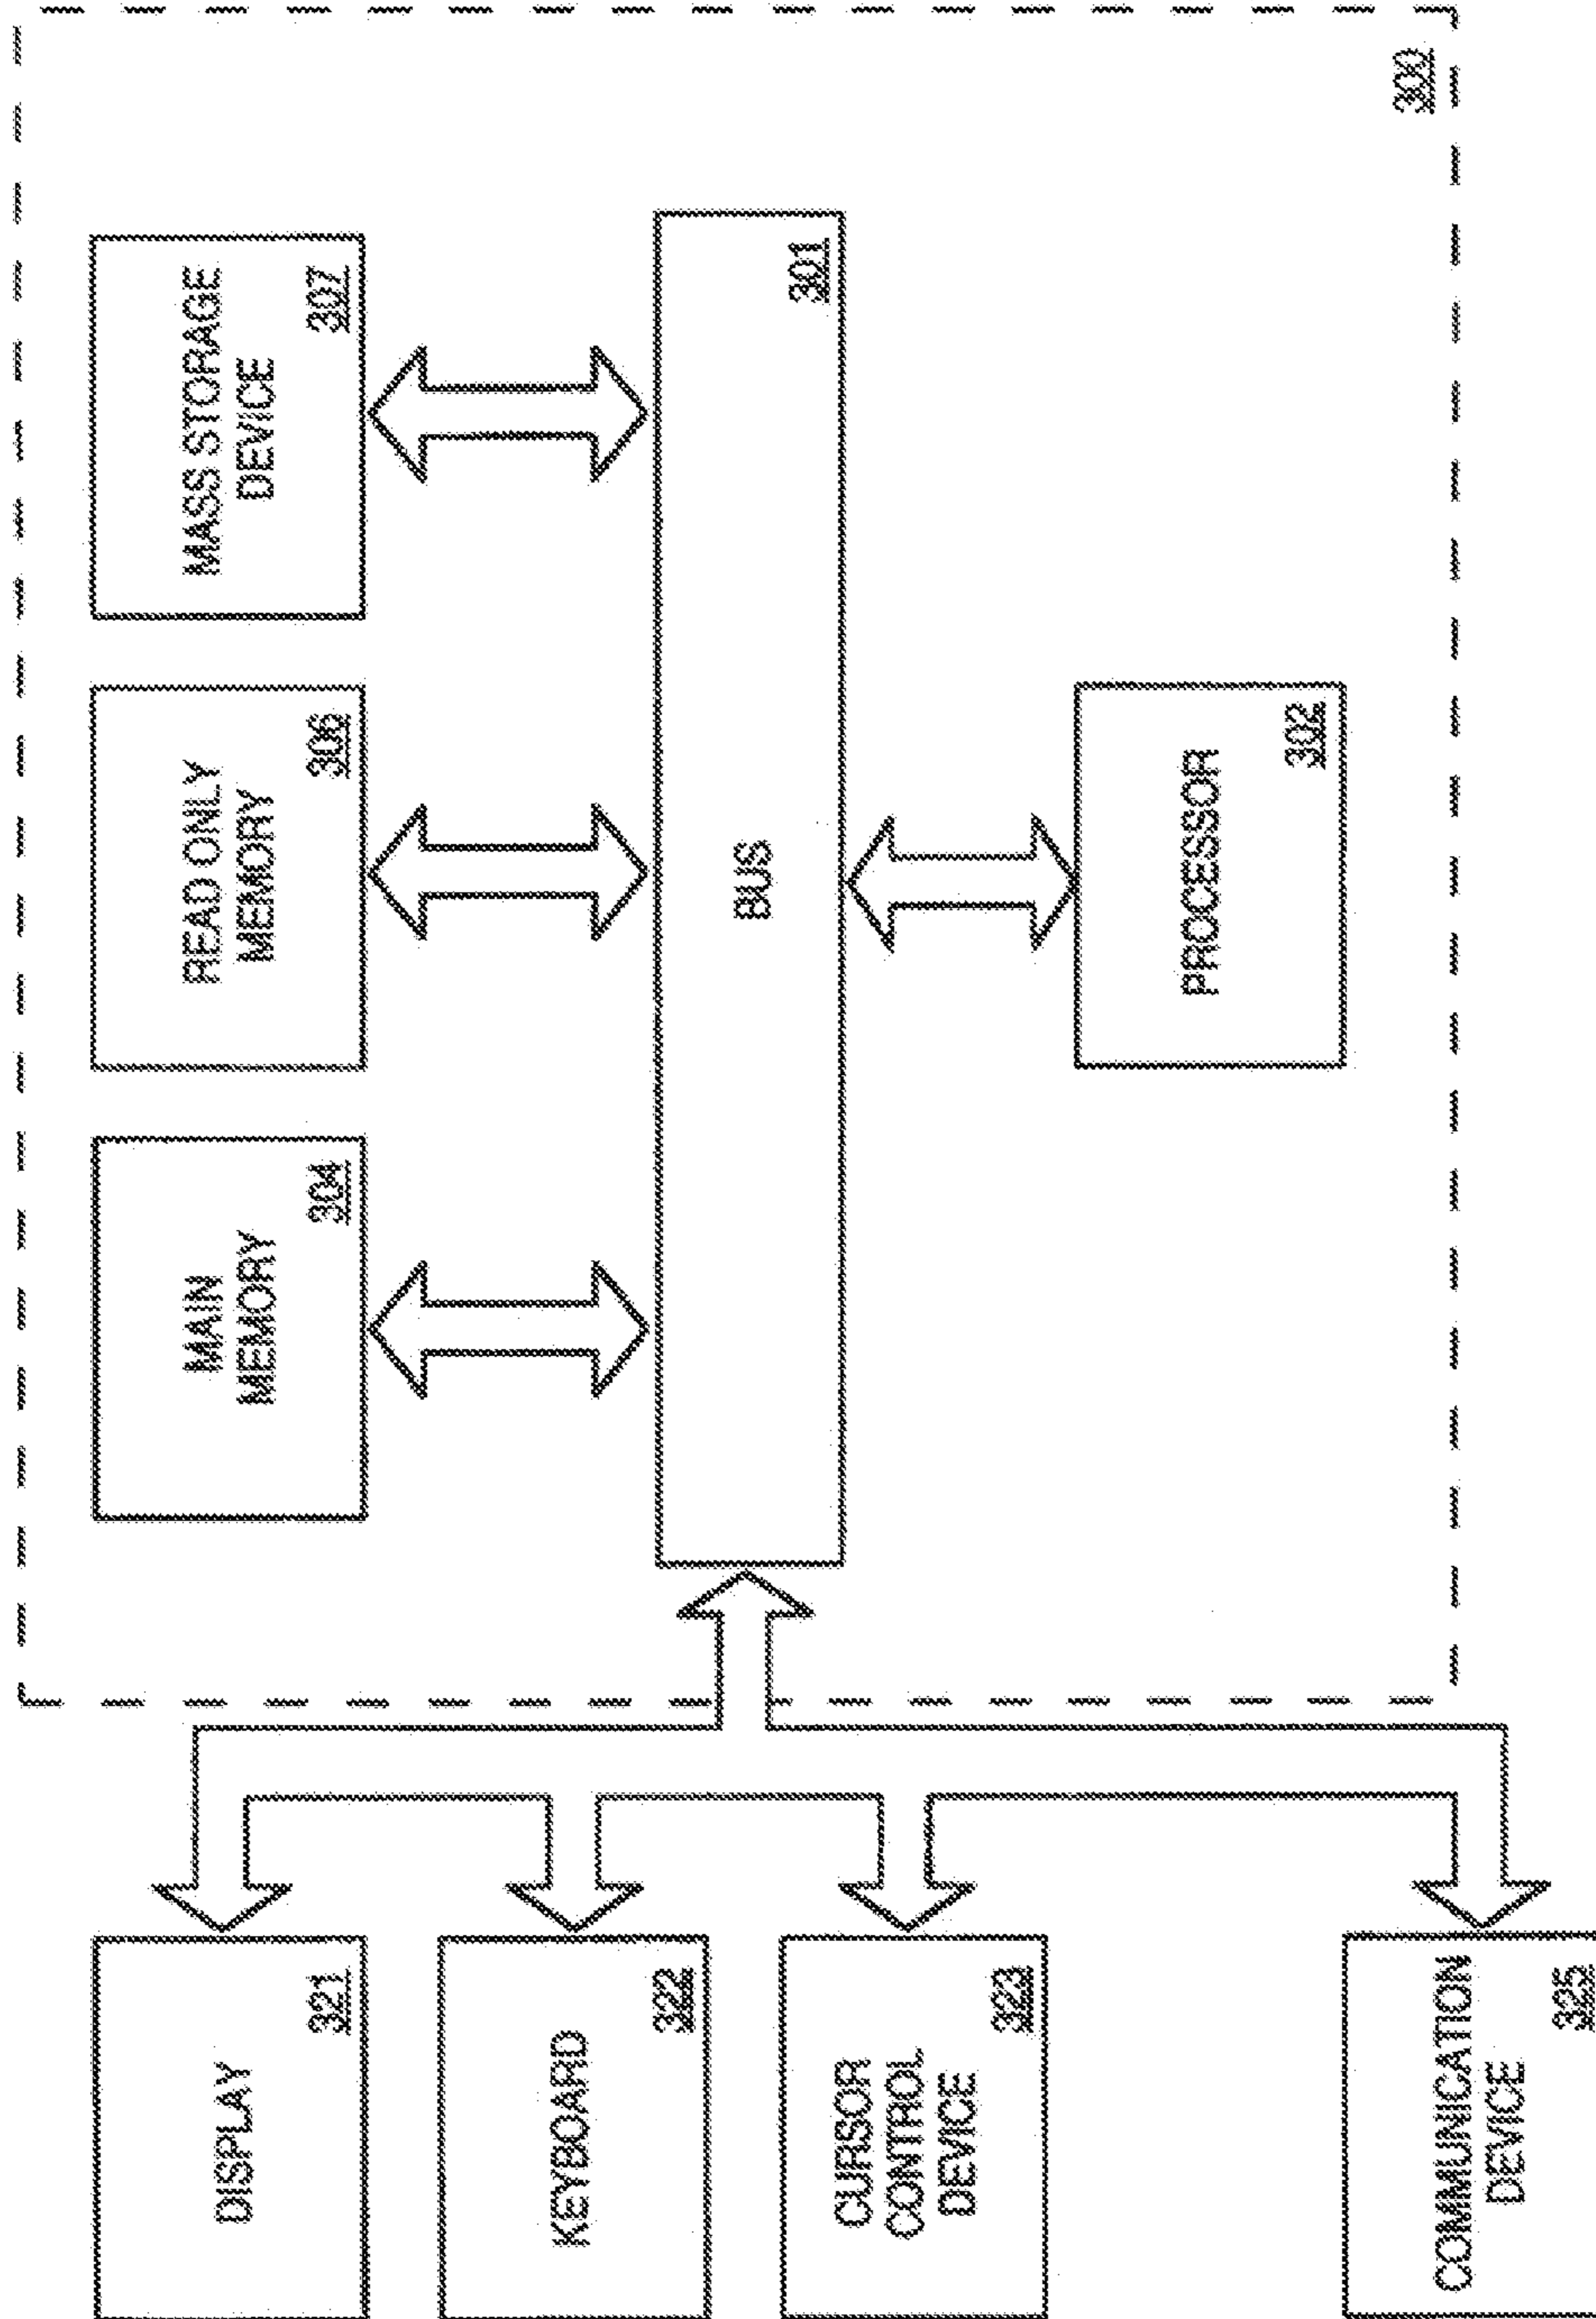 DISPLAY
321
MAIN
MEMORY
304
READ ONLY
MEMORY
306
MASS STORAGE
DEVICE
307
KEYBOARD
322
BUS
301
CURSOR
CONTROL
DEVICE
323
PROCESSOR
302
COMMUNICATION
DEVICE
325
300